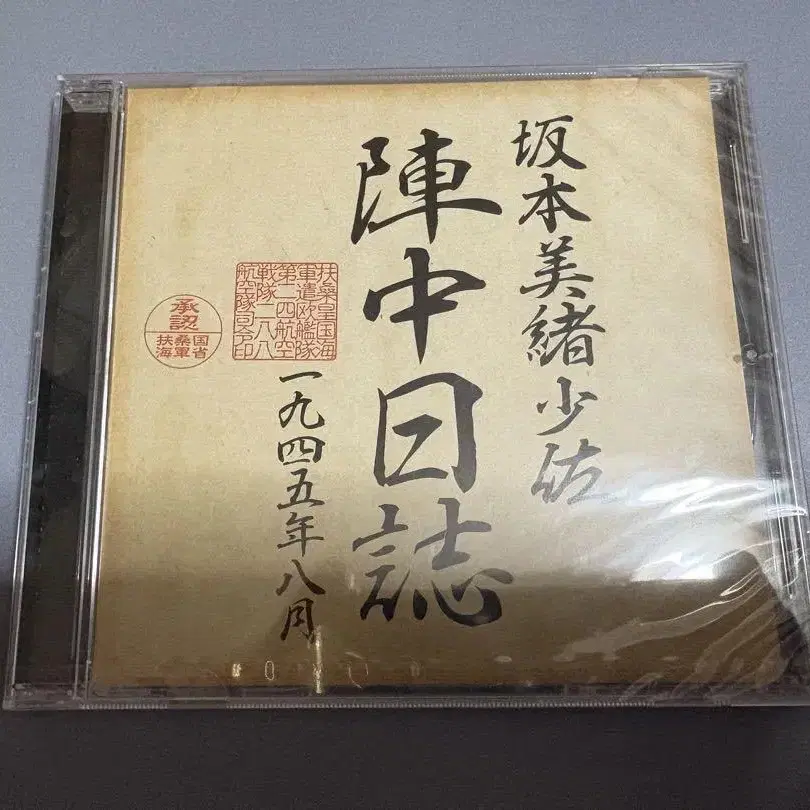 坂本美緒少佐
陣中日誌
扶桑皇国海
軍遣欧艦隊
第二四航空
戦隊二八八
航空隊司令印
一九四五年八月
承認
扶桑国
海軍省